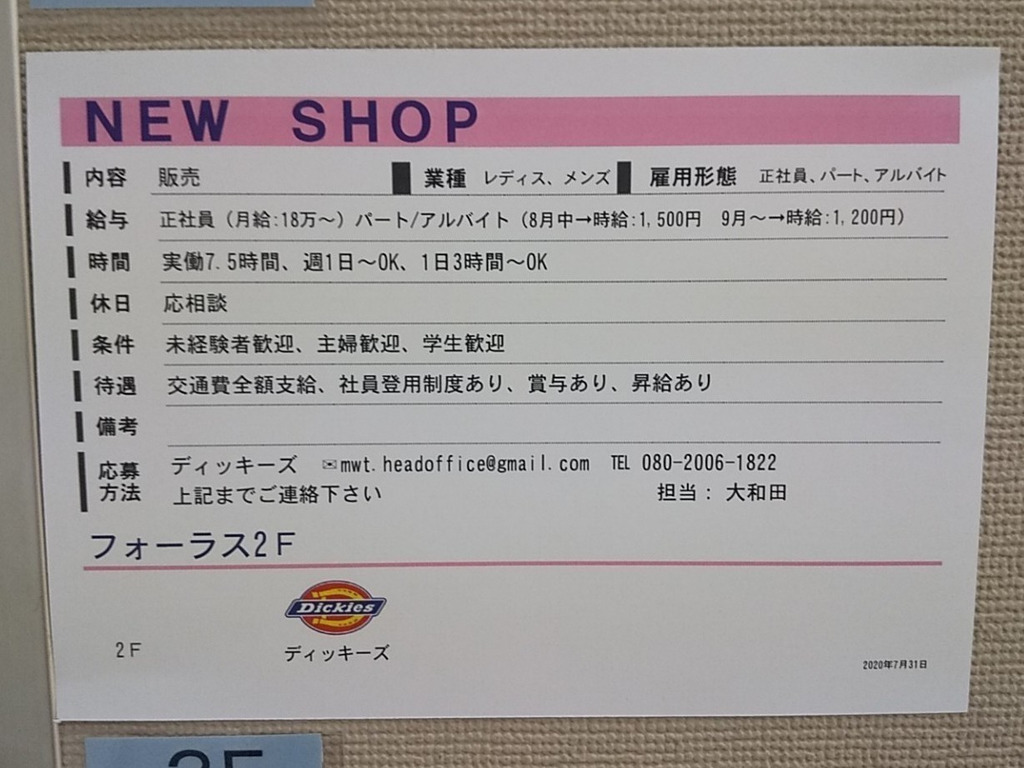 NEW SHOP
内容 販売 業種 レディス、メンズ 雇用形態 正社員、パート、アルバイト
給与 正社員（月給:18万～）パート/アルバイト（8月中→時給:1,500円 9月～→時給:1,200円）
時間 実働7.5時間、週1日～OK、1日3時間～OK
休日 応相談
条件 未経験者歓迎、主婦歓迎、学生歓迎
待遇 交通費全額支給、社員登用制度あり、賞与あり、昇給あり
備考
応募方法 ディッキーズ ✉mwt.headoffice@gmail.com TEL 080-2006-1822
上記までご連絡下さい 担当：大和田
フォーラス2F
Dickies
2F ディッキーズ
2020年7月31日